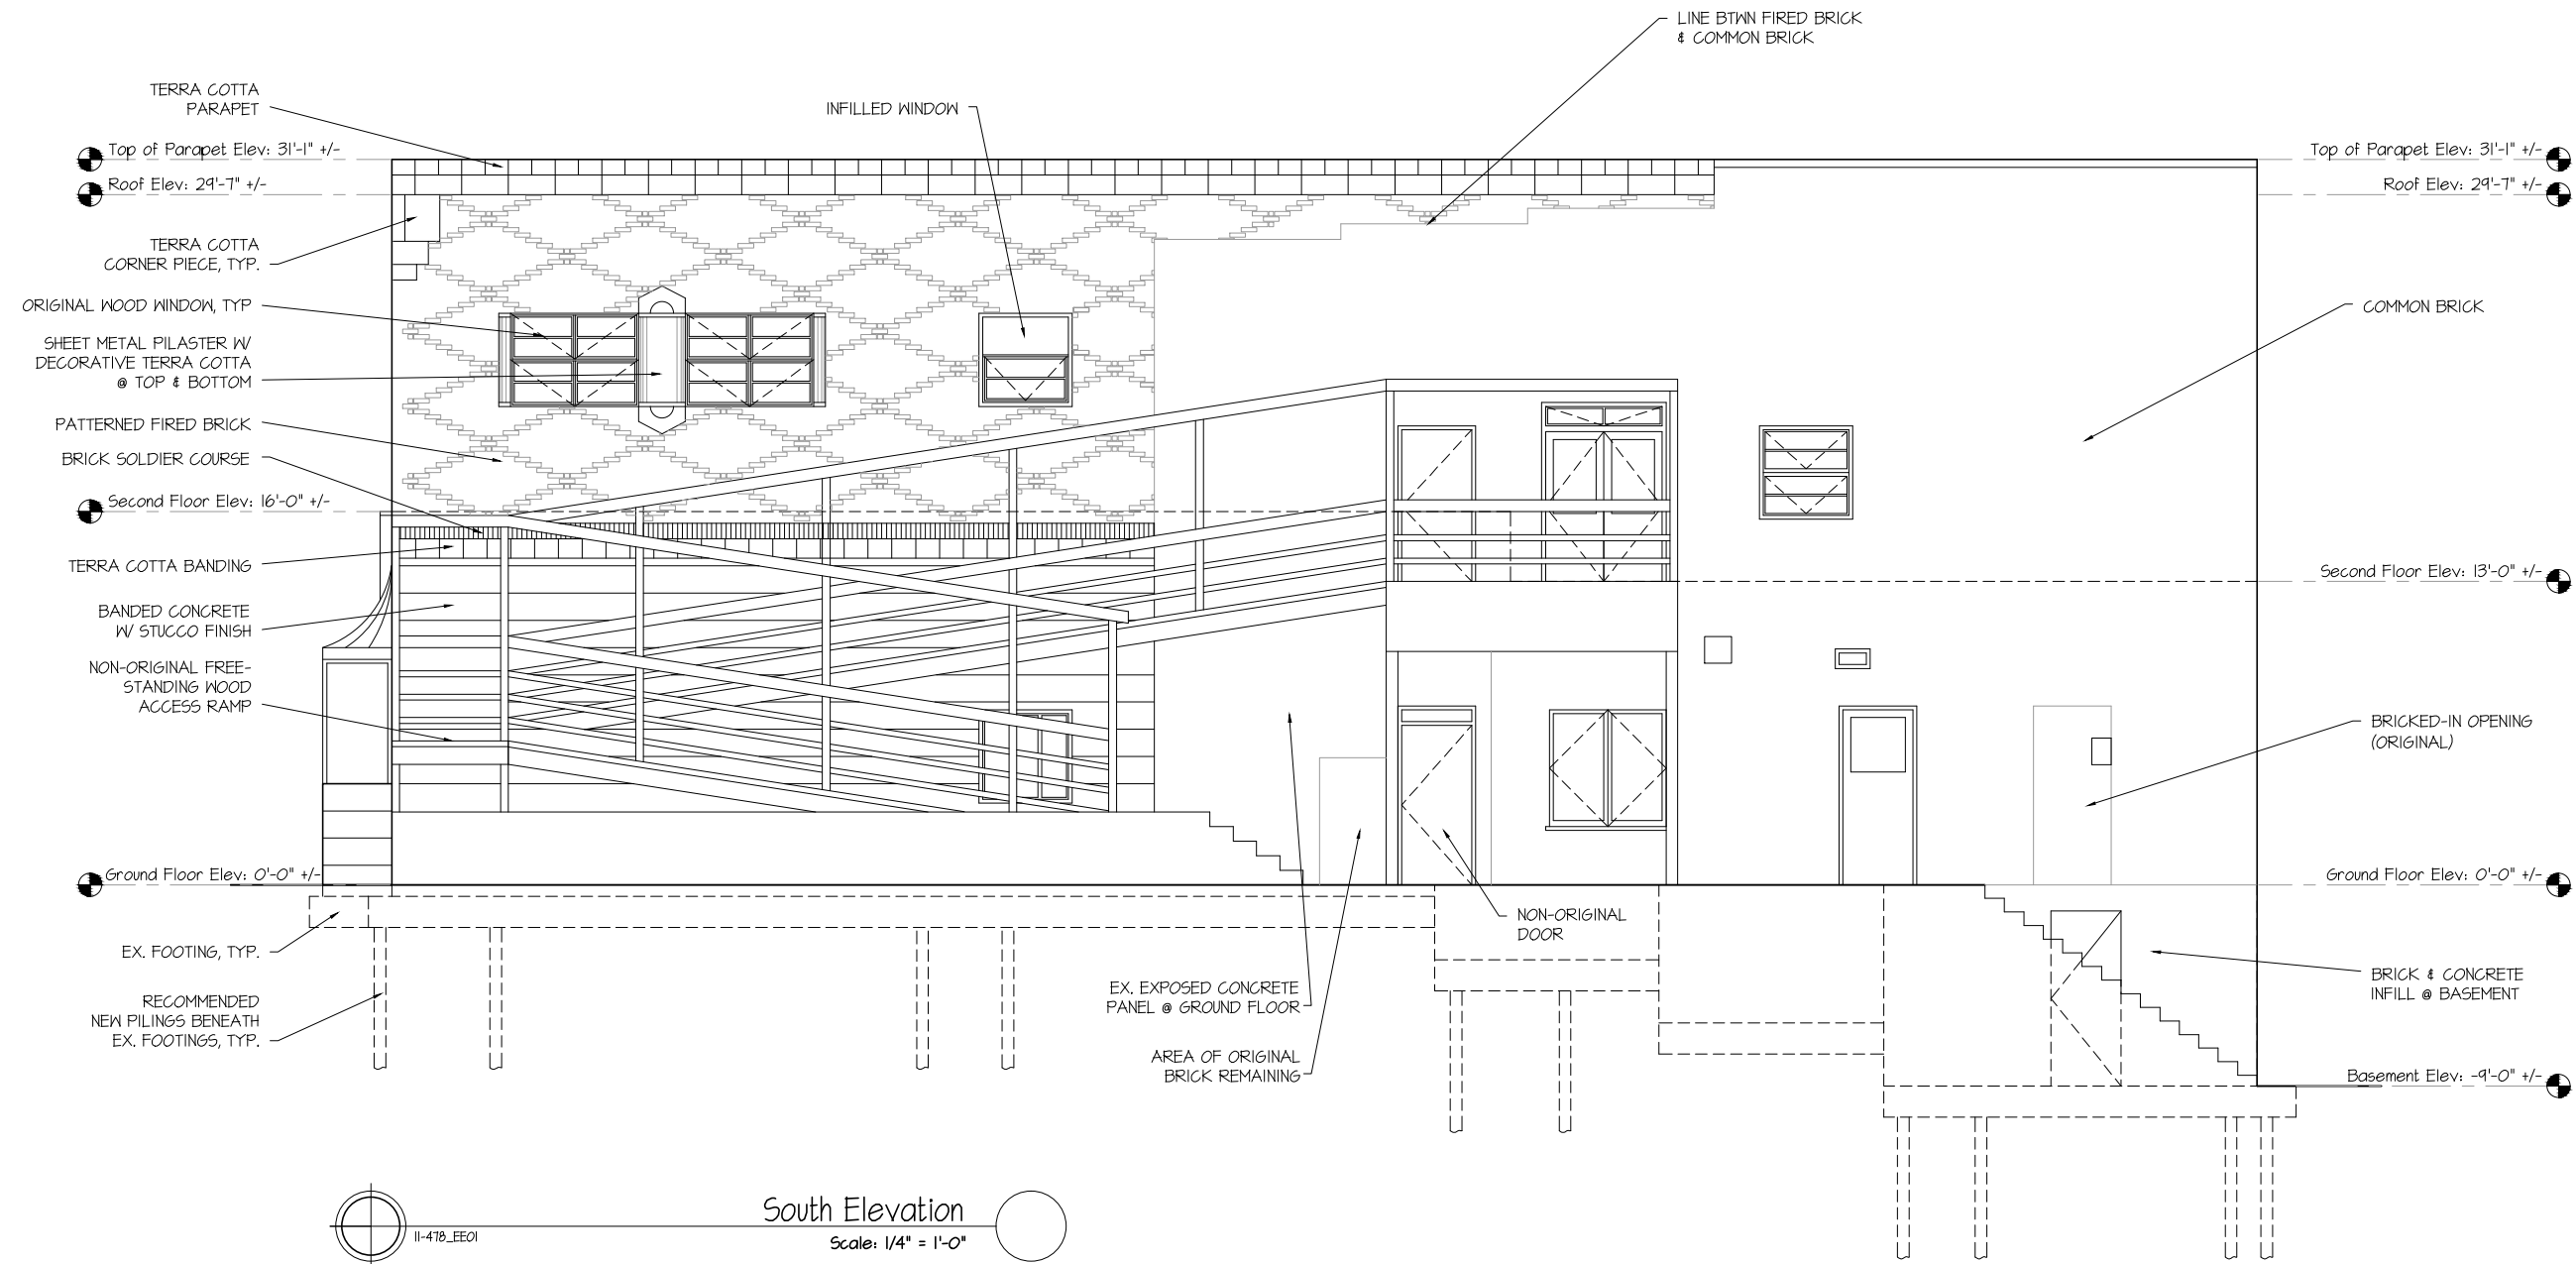 LINE BTWN FIRED BRICK
& COMMON BRICK
TERRA COTTA
PARAPET
INFILLED WINDOW
Top of Parapet Elev: 31'-1" +/-
Top of Parapet Elev: 31'-1" +/-
Roof Elev: 29'-7" +/-
Roof Elev: 29'-7" +/-
TERRA COTTA
CORNER PIECE, TYP.
ORIGINAL WOOD WINDOW, TYP
COMMON BRICK
SHEET METAL PILASTER W/
DECORATIVE TERRA COTTA
@ TOP & BOTTOM
PATTERNED FIRED BRICK
BRICK SOLDIER COURSE
Second Floor Elev: 16'-0" +/-
TERRA COTTA BANDING
Second Floor Elev: 13'-0" +/-
BANDED CONCRETE
W/ STUCCO FINISH
NON-ORIGINAL FREE-
STANDING WOOD
ACCESS RAMP
BRICKED-IN OPENING
(ORIGINAL)
Ground Floor Elev: 0'-0" +/-
Ground Floor Elev: 0'-0" +/-
NON-ORIGINAL
DOOR
EX. FOOTING, TYP.
BRICK & CONCRETE
INFILL @ BASEMENT
EX. EXPOSED CONCRETE
PANEL @ GROUND FLOOR
RECOMMENDED
NEW PILINGS BENEATH
EX. FOOTINGS, TYP.
AREA OF ORIGINAL
BRICK REMAINING
Basement Elev: -9'-0" +/-
South Elevation
11-478_EE01
Scale: 1/4" = 1'-0"